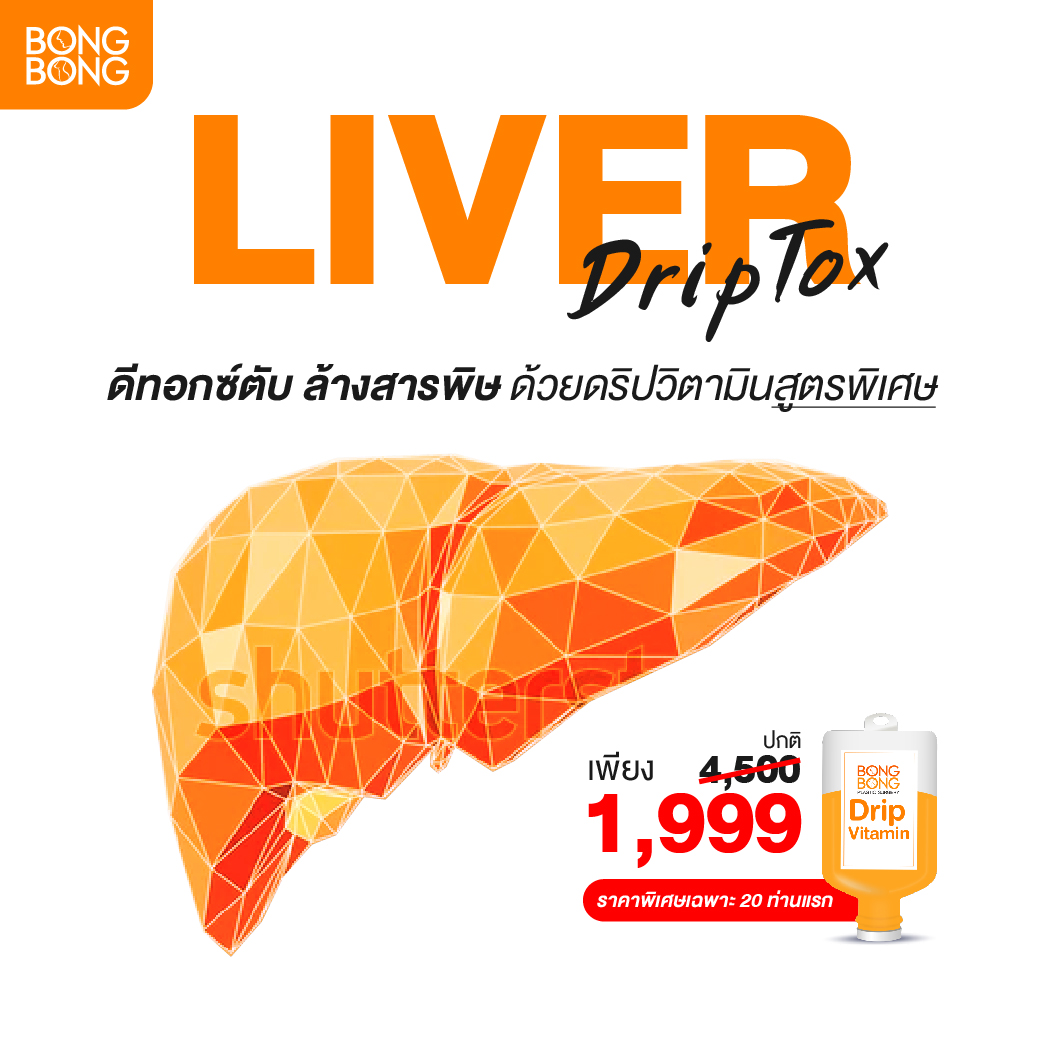 BONG
BONG
LIVER
DripTox
ดีทอกซ์ตับ ล้างสารพิษ ด้วยดริปวิตามินสูตรพิเศษ
shutterst
ปกติ
เพียง 4,500
1,999
ราคาพิเศษเฉพาะ 20 ท่านแรก
BONG
BONG
PLASTIC SURGERY
Drip
Vitamin